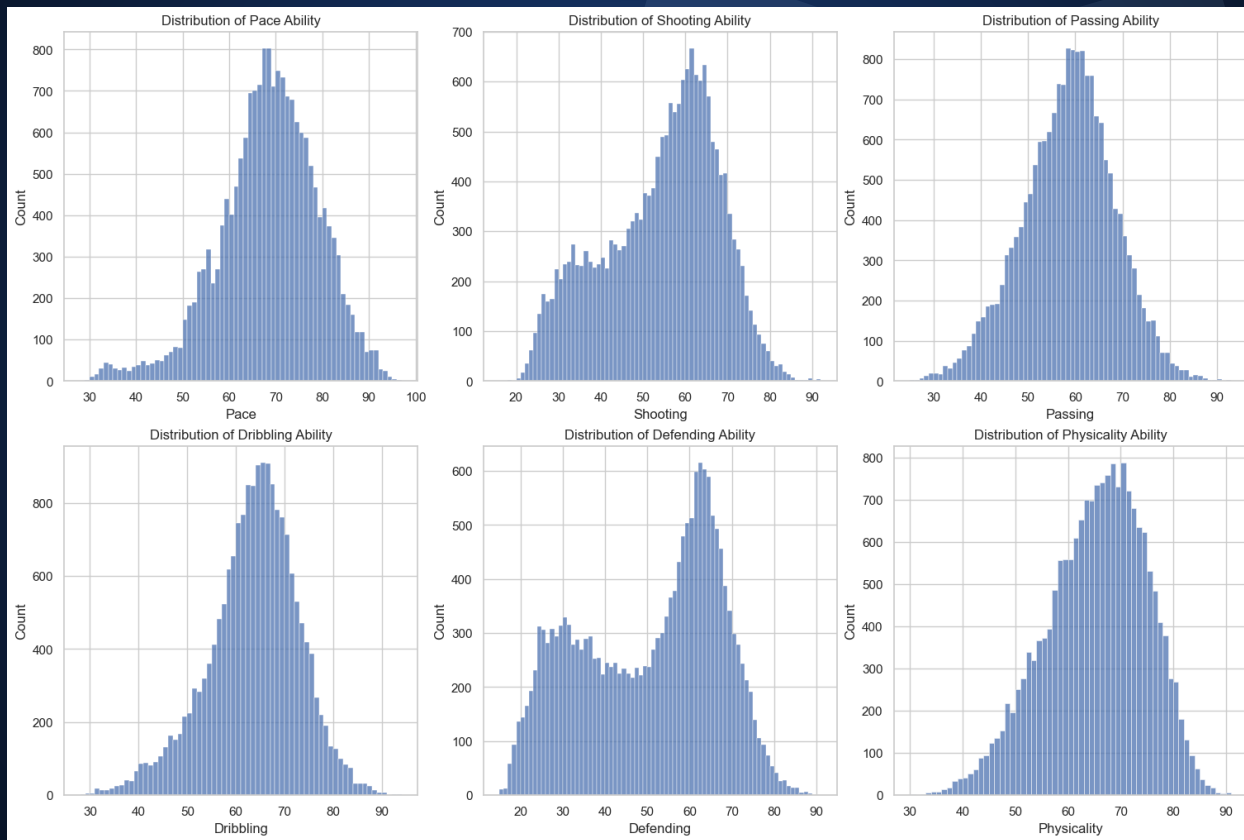 Distribution of Pace Ability
800
700
600
500
400
300
200
100
0
Count
30 40 50 60 70 80 90 100
Pace
Distribution of Shooting Ability
700
600
500
400
300
200
100
0
Count
20 30 40 50 60 70 80 90
Shooting
Distribution of Passing Ability
800
700
600
500
400
300
200
100
0
Count
30 40 50 60 70 80 90
Passing
Distribution of Dribbling Ability
800
600
400
200
0
Count
30 40 50 60 70 80 90
Dribbling
Distribution of Defending Ability
600
500
400
300
200
100
0
Count
20 30 40 50 60 70 80 90
Defending
Distribution of Physicality Ability
800
700
600
500
400
300
200
100
0
Count
30 40 50 60 70 80 90
Physicality